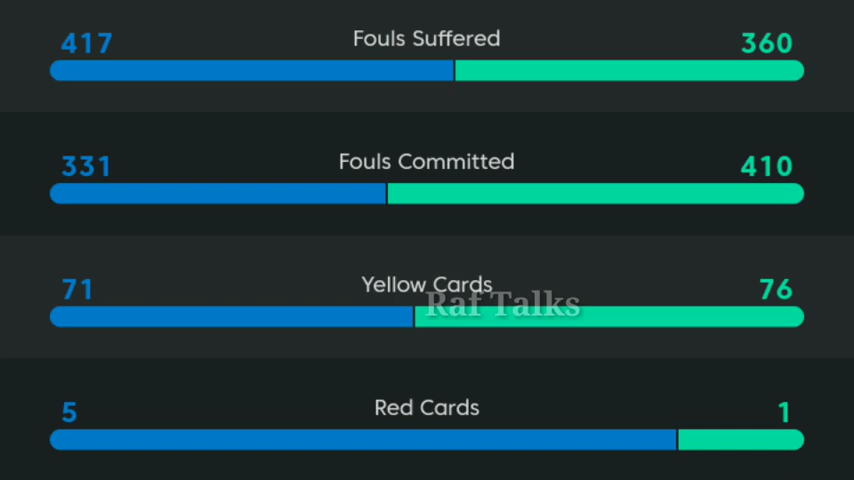 Fouls Suffered
417 360
Fouls Committed
331 410
Yellow Cards
71 76
Raf Talks
Red Cards
5 1